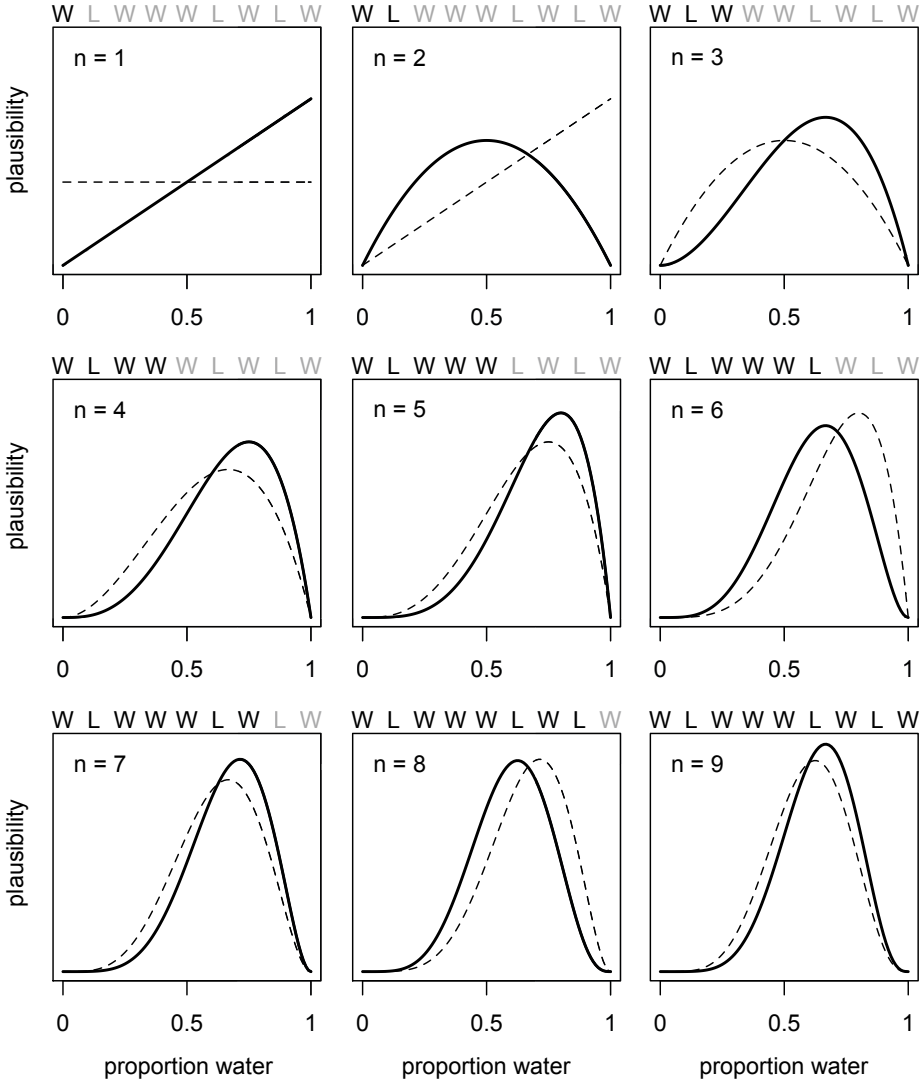 W L W W W L W L W W L W W W L W L W W L W W W L W L W
n = 1 n = 2 n = 3
plausibility
0 0.5 1 0 0.5 1 0 0.5 1
W L W W W L W L W W L W W W L W L W W L W W W L W L W
n = 4 n = 5 n = 6
plausibility
0 0.5 1 0 0.5 1 0 0.5 1
W L W W W L W L W W L W W W L W L W W L W W W L W L W
n = 7 n = 8 n = 9
plausibility
0 0.5 1 0 0.5 1 0 0.5 1
proportion water proportion water proportion water